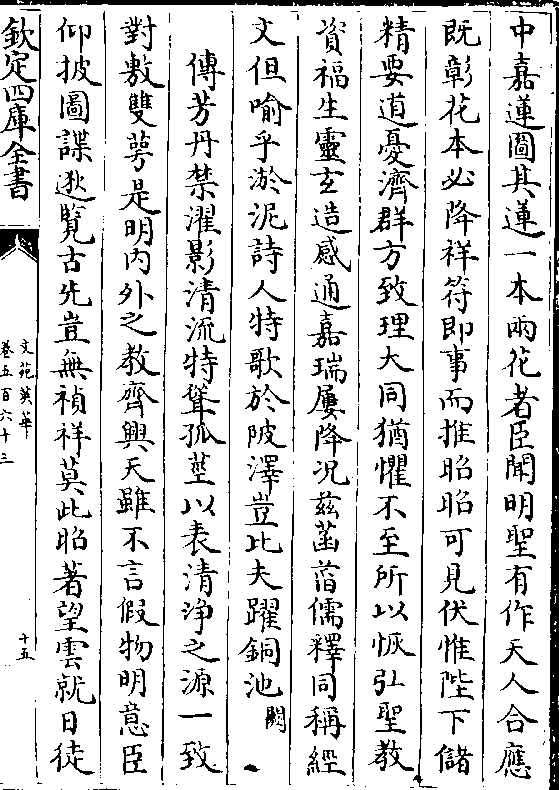 中嘉蓮圖其蓮一本兩花者臣聞明聖有作天人合應
既彰花本必降祥符即事而推昭昭可見伏惟陛下儲
精要道憂濟群方致理大同猶懼不至所以恢弘聖教
資福生靈玄造感通嘉瑞屢降况兹菡萏儒釋同稱經
文但喻乎淤泥詩人特歌於陂澤豈比夫躍銅池闕
傳芳丹禁濯影清流特聳孤莖以表清浄之源一致
對敷雙萼是明内外之教齊興天雖不言假物明意臣
仰披圖諜逖覽古先豈無禎祥莫此昭著望雲就日徒
欽定四庫全書
文苑英華
卷五百六十三
十五